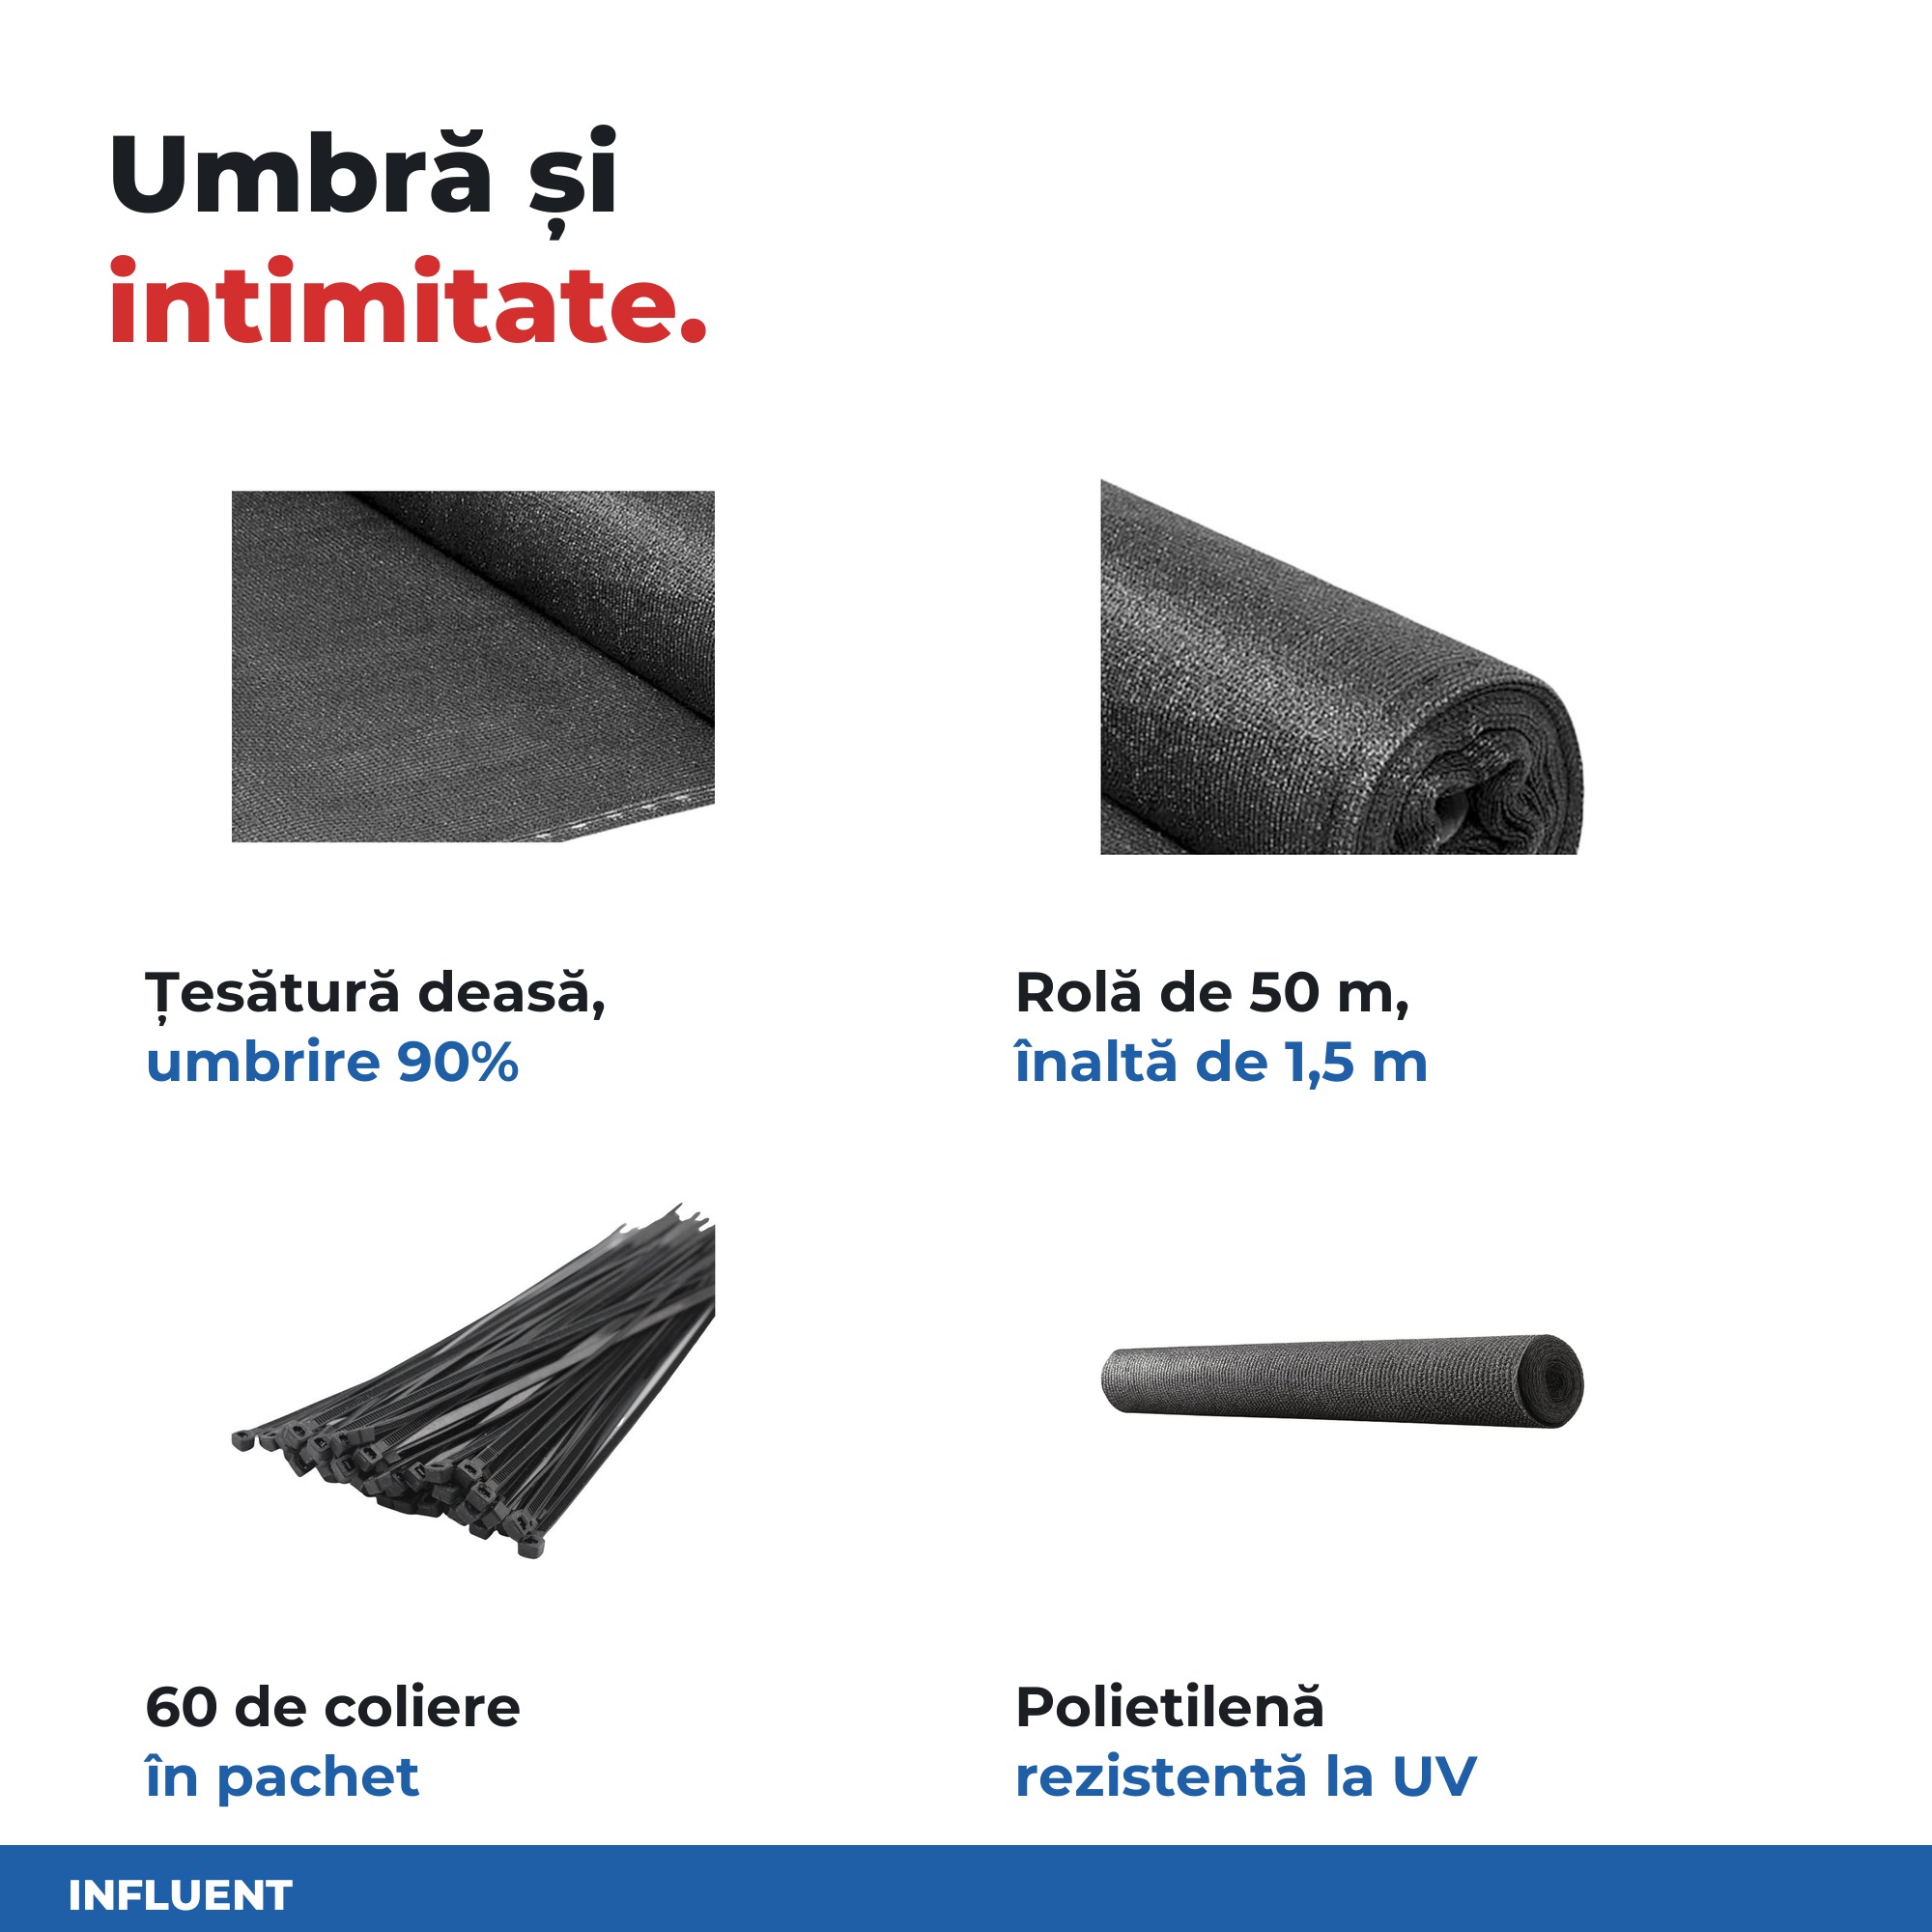 Umbră și
intimitate.
Țesătură deasă,
umbrire 90%
Rolă de 50 m,
înaltă de 1,5 m
60 de coliere
în pachet
Polietilenă
rezistentă la UV
INFLUENT